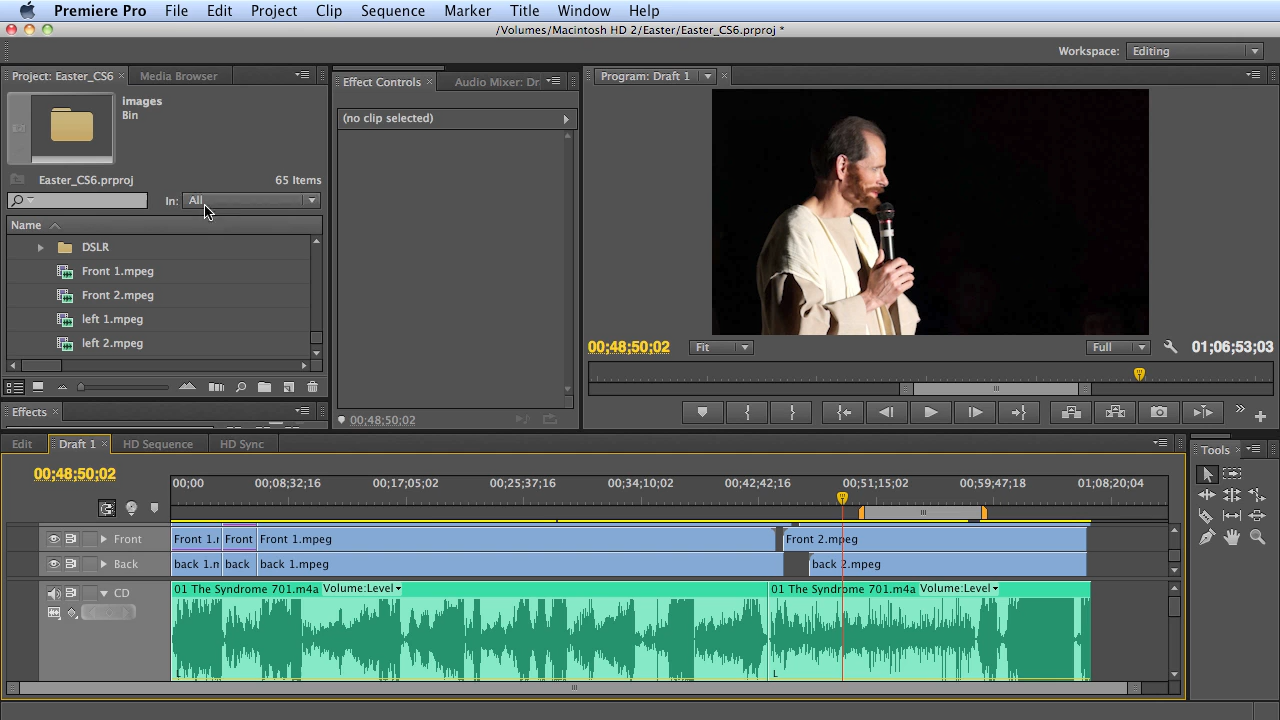 Premiere Pro File Edit Project Clip Sequence Marker Title Window Help
/Volumes/Macintosh HD 2/Easter/Easter_CS6.prproj *
Workspace: Editing
Project: Easter_CS6 × Media Browser
images
Bin
Easter_CS6.prproj 65 Items
In: All
Name
DSLR
Front 1.mpeg
Front 2.mpeg
left 1.mpeg
left 2.mpeg
Effects ×
Effect Controls × Audio Mixer: Dr
(no clip selected)
00;48;50;02
Program: Draft 1 ×
00;48;50;02 Fit Full 01;06;53;03
Edit Draft 1 × HD Sequence HD Sync
00;48;50;02
00;00 00;08;32;16 00;17;05;02 00;25;37;16 00;34;10;02 00;42;42;16 00;51;15;02 00;59;47;18 01;08;20;04
Front Front 1.r Front Front 1.mpeg Front 2.mpeg
Back back 1.n back back 1.mpeg back 2.mpeg
CD 01 The Syndrome 701.m4a Volume:Level 01 The Syndrome 701.m4a Volume:Level
L L
Tools ×